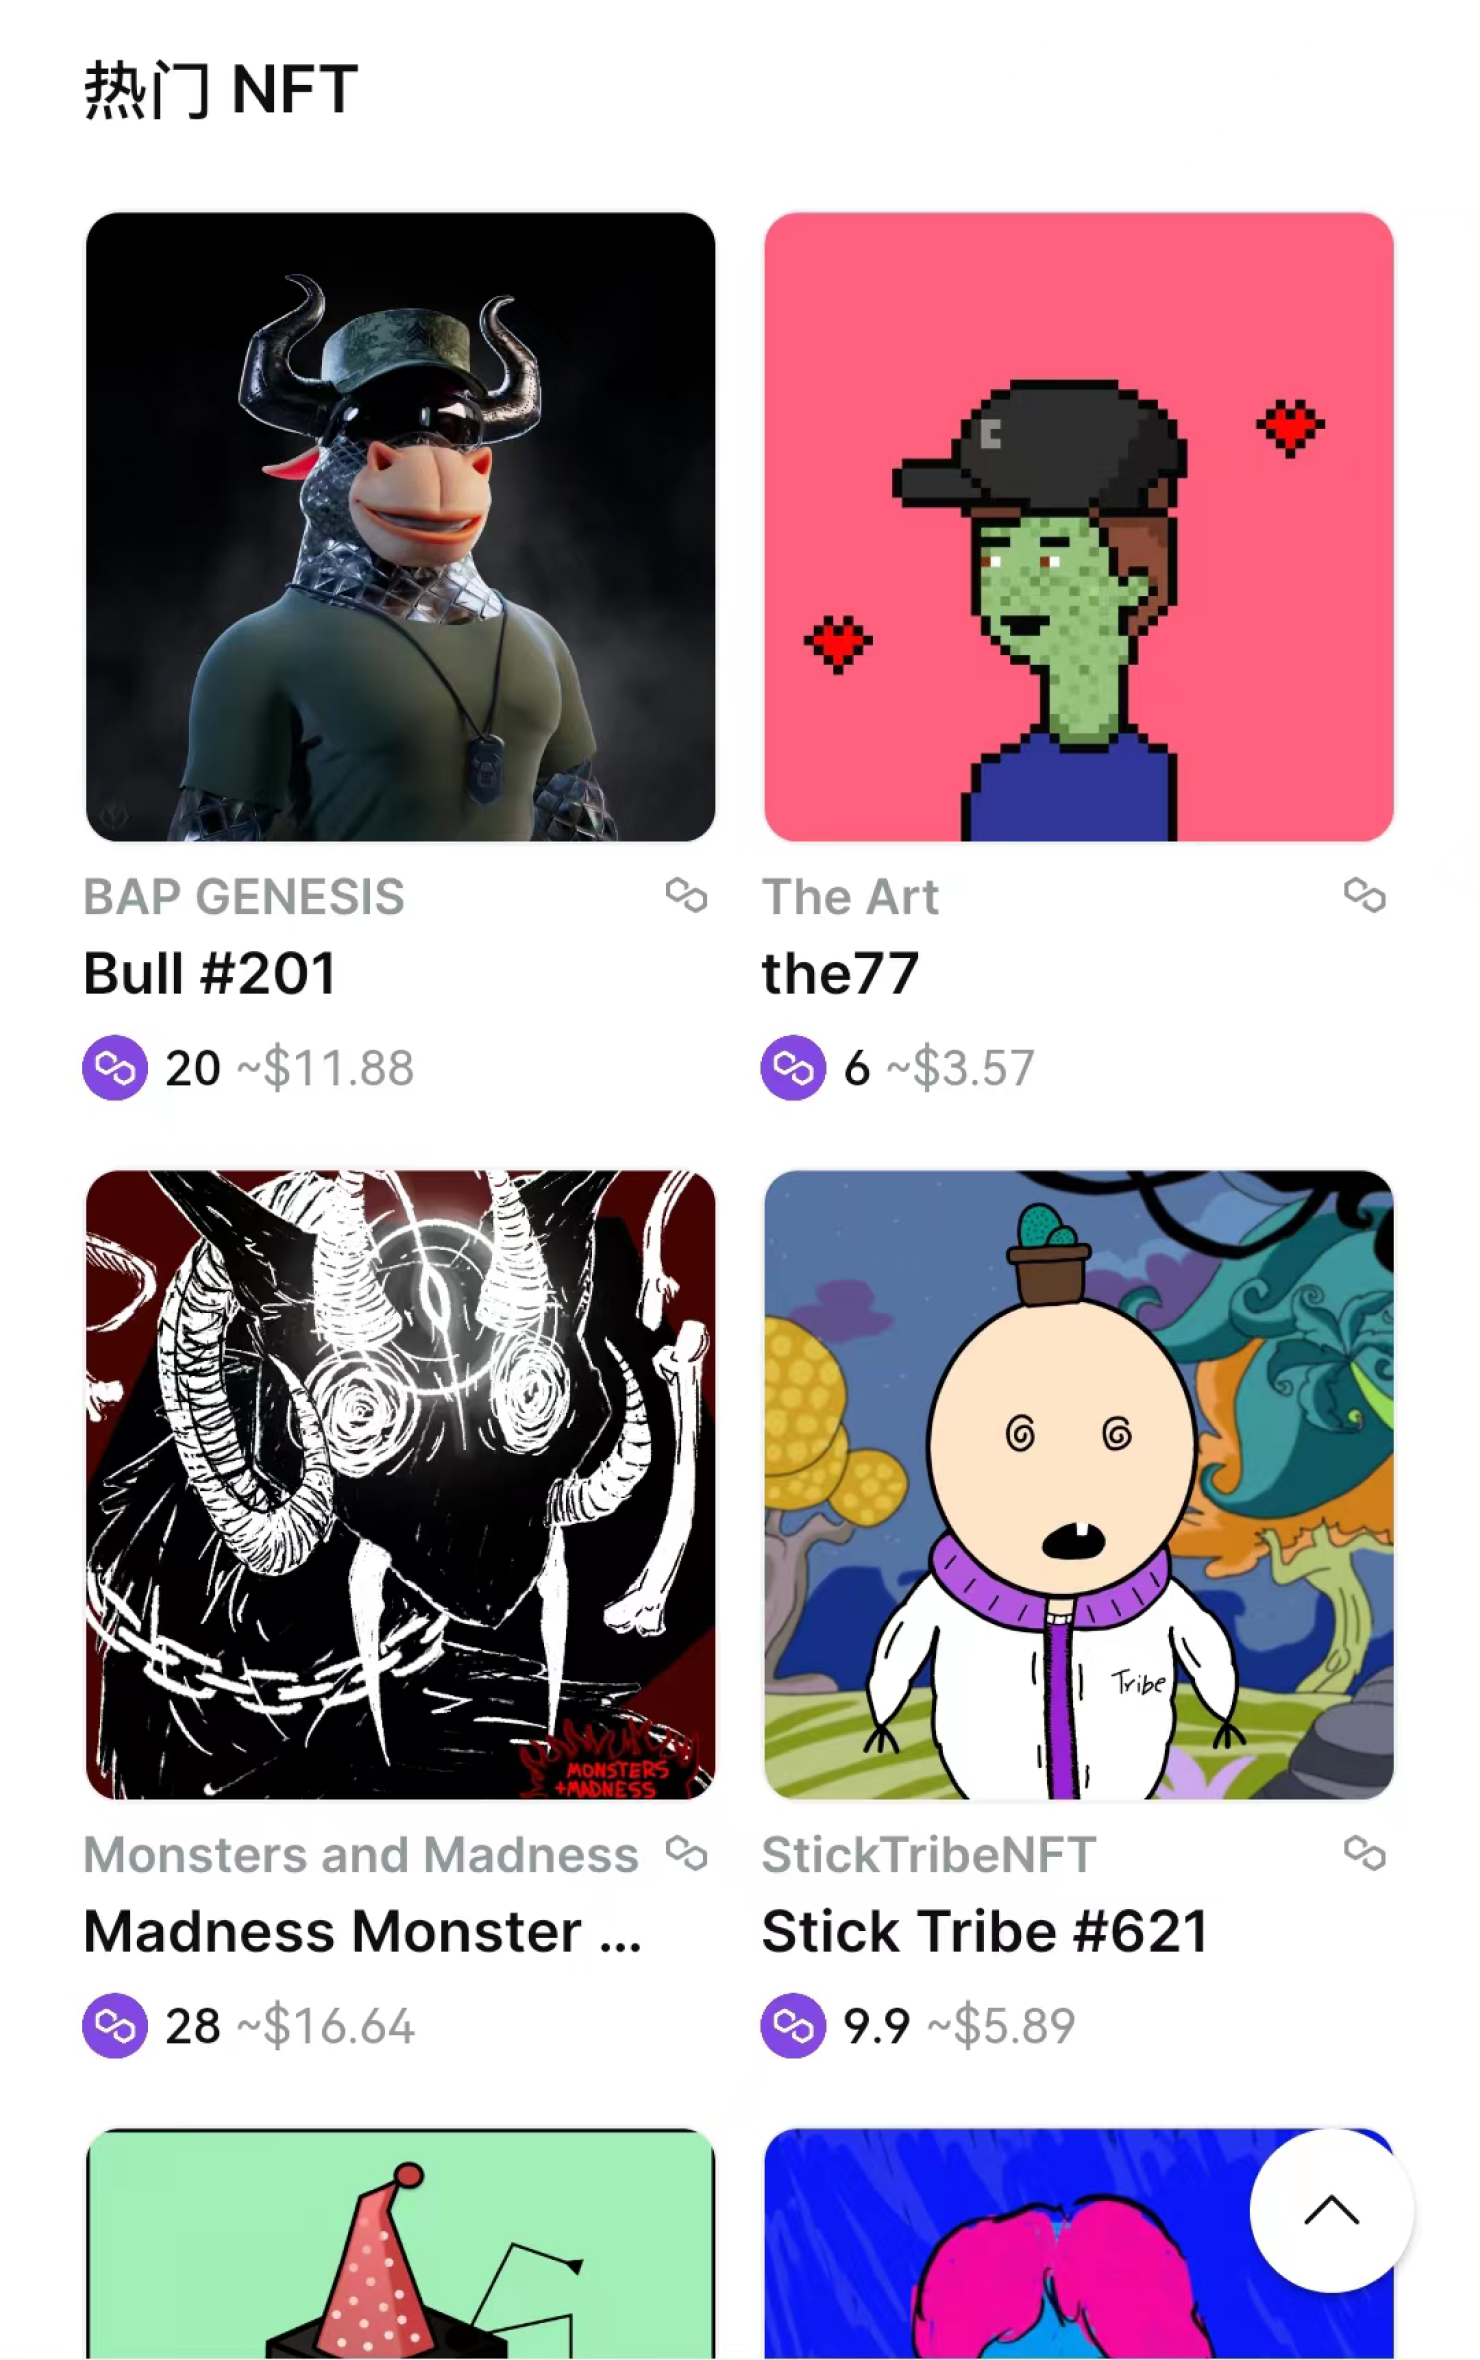 热门 NFT
BAP GENESIS
Bull #201
20 ~$11.88
The Art
the77
6 ~$3.57
MONSTERS
+MADNESS
Monsters and Madness
Madness Monster ...
28 ~$16.64
Tribe
StickTribeNFT
Stick Tribe #621
9.9 ~$5.89